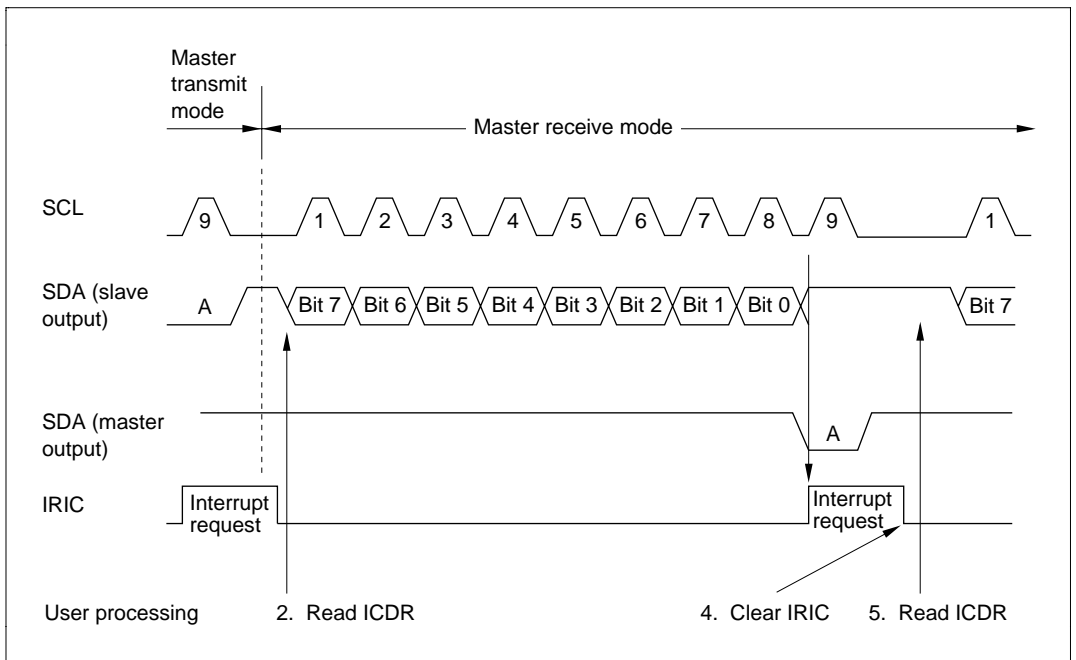 Master
transmit
mode
Master receive mode
SCL
9 1 2 3 4 5 6 7 8 9 1
SDA (slave
output)
A Bit 7 Bit 6 Bit 5 Bit 4 Bit 3 Bit 2 Bit 1 Bit 0 Bit 7
SDA (master
output)
A
IRIC
Interrupt
request
Interrupt
request
User processing 2. Read ICDR 4. Clear IRIC 5. Read ICDR